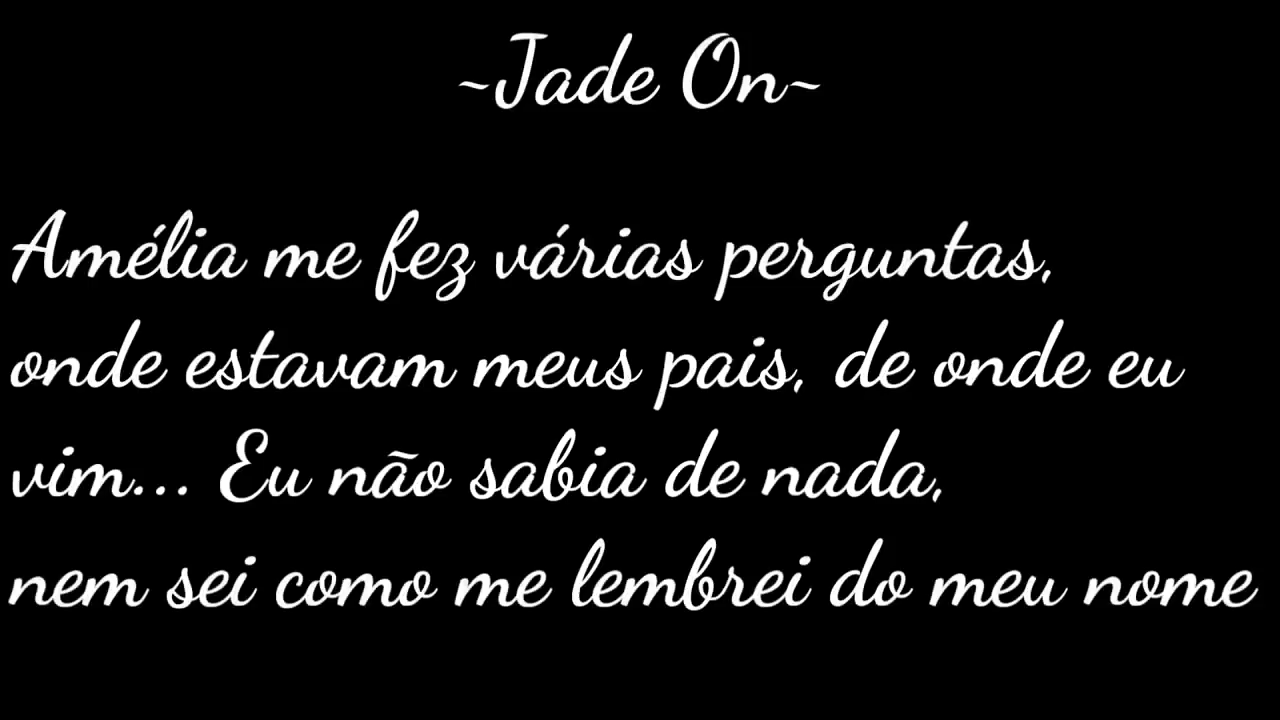 ~Jade On~
Amélia me fez várias perguntas,
onde estavam meus pais, de onde eu
vim... Eu não sabia de nada,
nem sei como me lembrei do meu nome